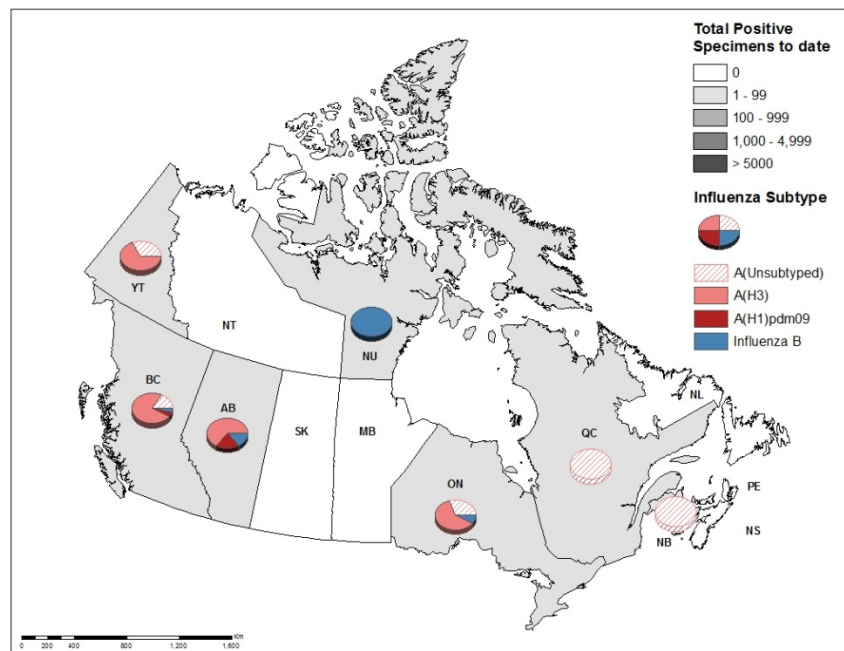 Total Positive
Specimens to date
0
1 - 99
100 - 999
1,000 - 4,999
> 5000
Influenza Subtype
A(Unsubtyped)
A(H3)
A(H1)pdm09
Influenza B
YT
NT
NU
BC
AB
SK
MB
ON
QC
NL
PE
NB
NS
0 200 400 800 1,200 1,600
Km